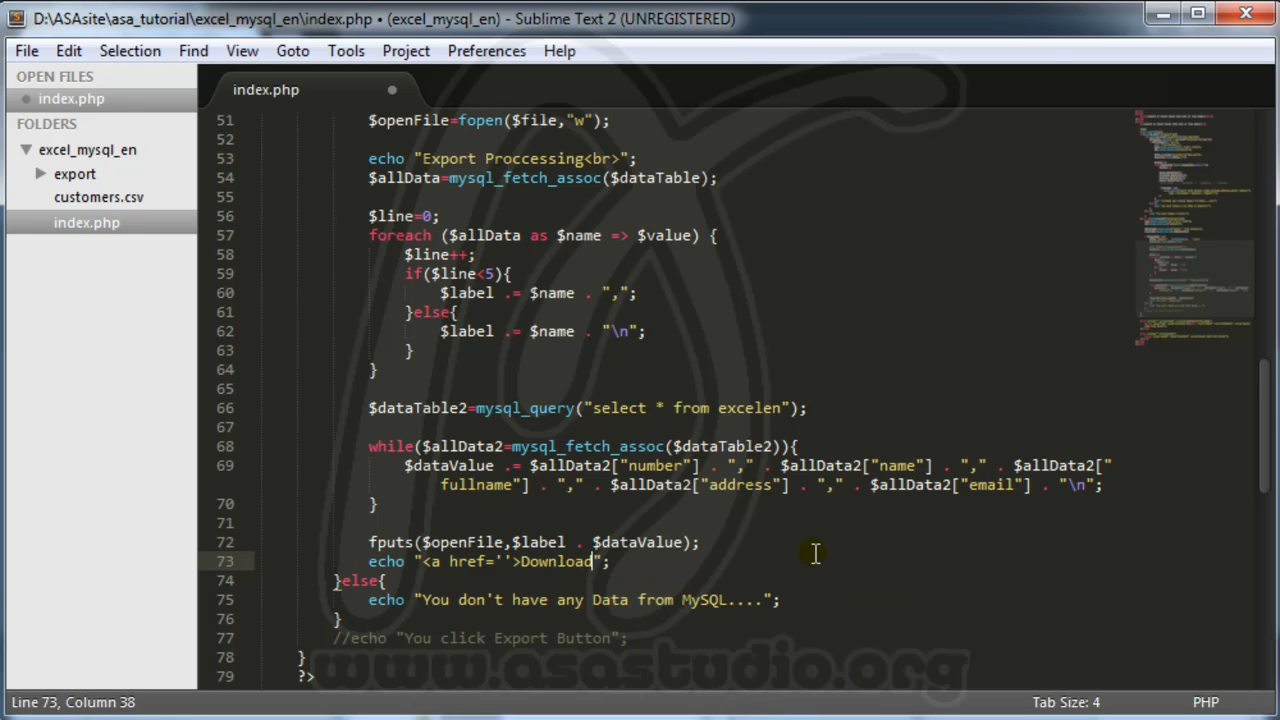 D:\ASAsite\asa_tutorial\excel_mysql_en\index.php • (excel_mysql_en) - Sublime Text 2 (UNREGISTERED)
File Edit Selection Find View Goto Tools Project Preferences Help
OPEN FILES
index.php
FOLDERS
excel_mysql_en
export
customers.csv
index.php
index.php
51 $openFile=fopen($file,"w");
52
53 echo "Export Proccessing<br>";
54 $allData=mysql_fetch_assoc($dataTable);
55
56 $line=0;
57 foreach ($allData as $name => $value) {
58 $line++;
59 if($line<5){
60 $label .= $name . ",";
61 }else{
62 $label .= $name . "\n";
63 }
64 }
65
66 $dataTable2=mysql_query("select * from excelen");
67
68 while($allData2=mysql_fetch_assoc($dataTable2)){
69 $dataValue .= $allData2["number"] . "," . $allData2["name"] . "," . $allData2["
fullname"] . "," . $allData2["address"] . "," . $allData2["email"] . "\n";
70 }
71
72 fputs($openFile,$label . $dataValue);
73 echo "<a href=''>Download";
74 }else{
75 echo "You don't have any Data from MySQL....";
76 }
77 //echo "You click Export Button";
78 }
79 ?>
www.asastudio.org
Line 73, Column 38 Tab Size: 4 PHP